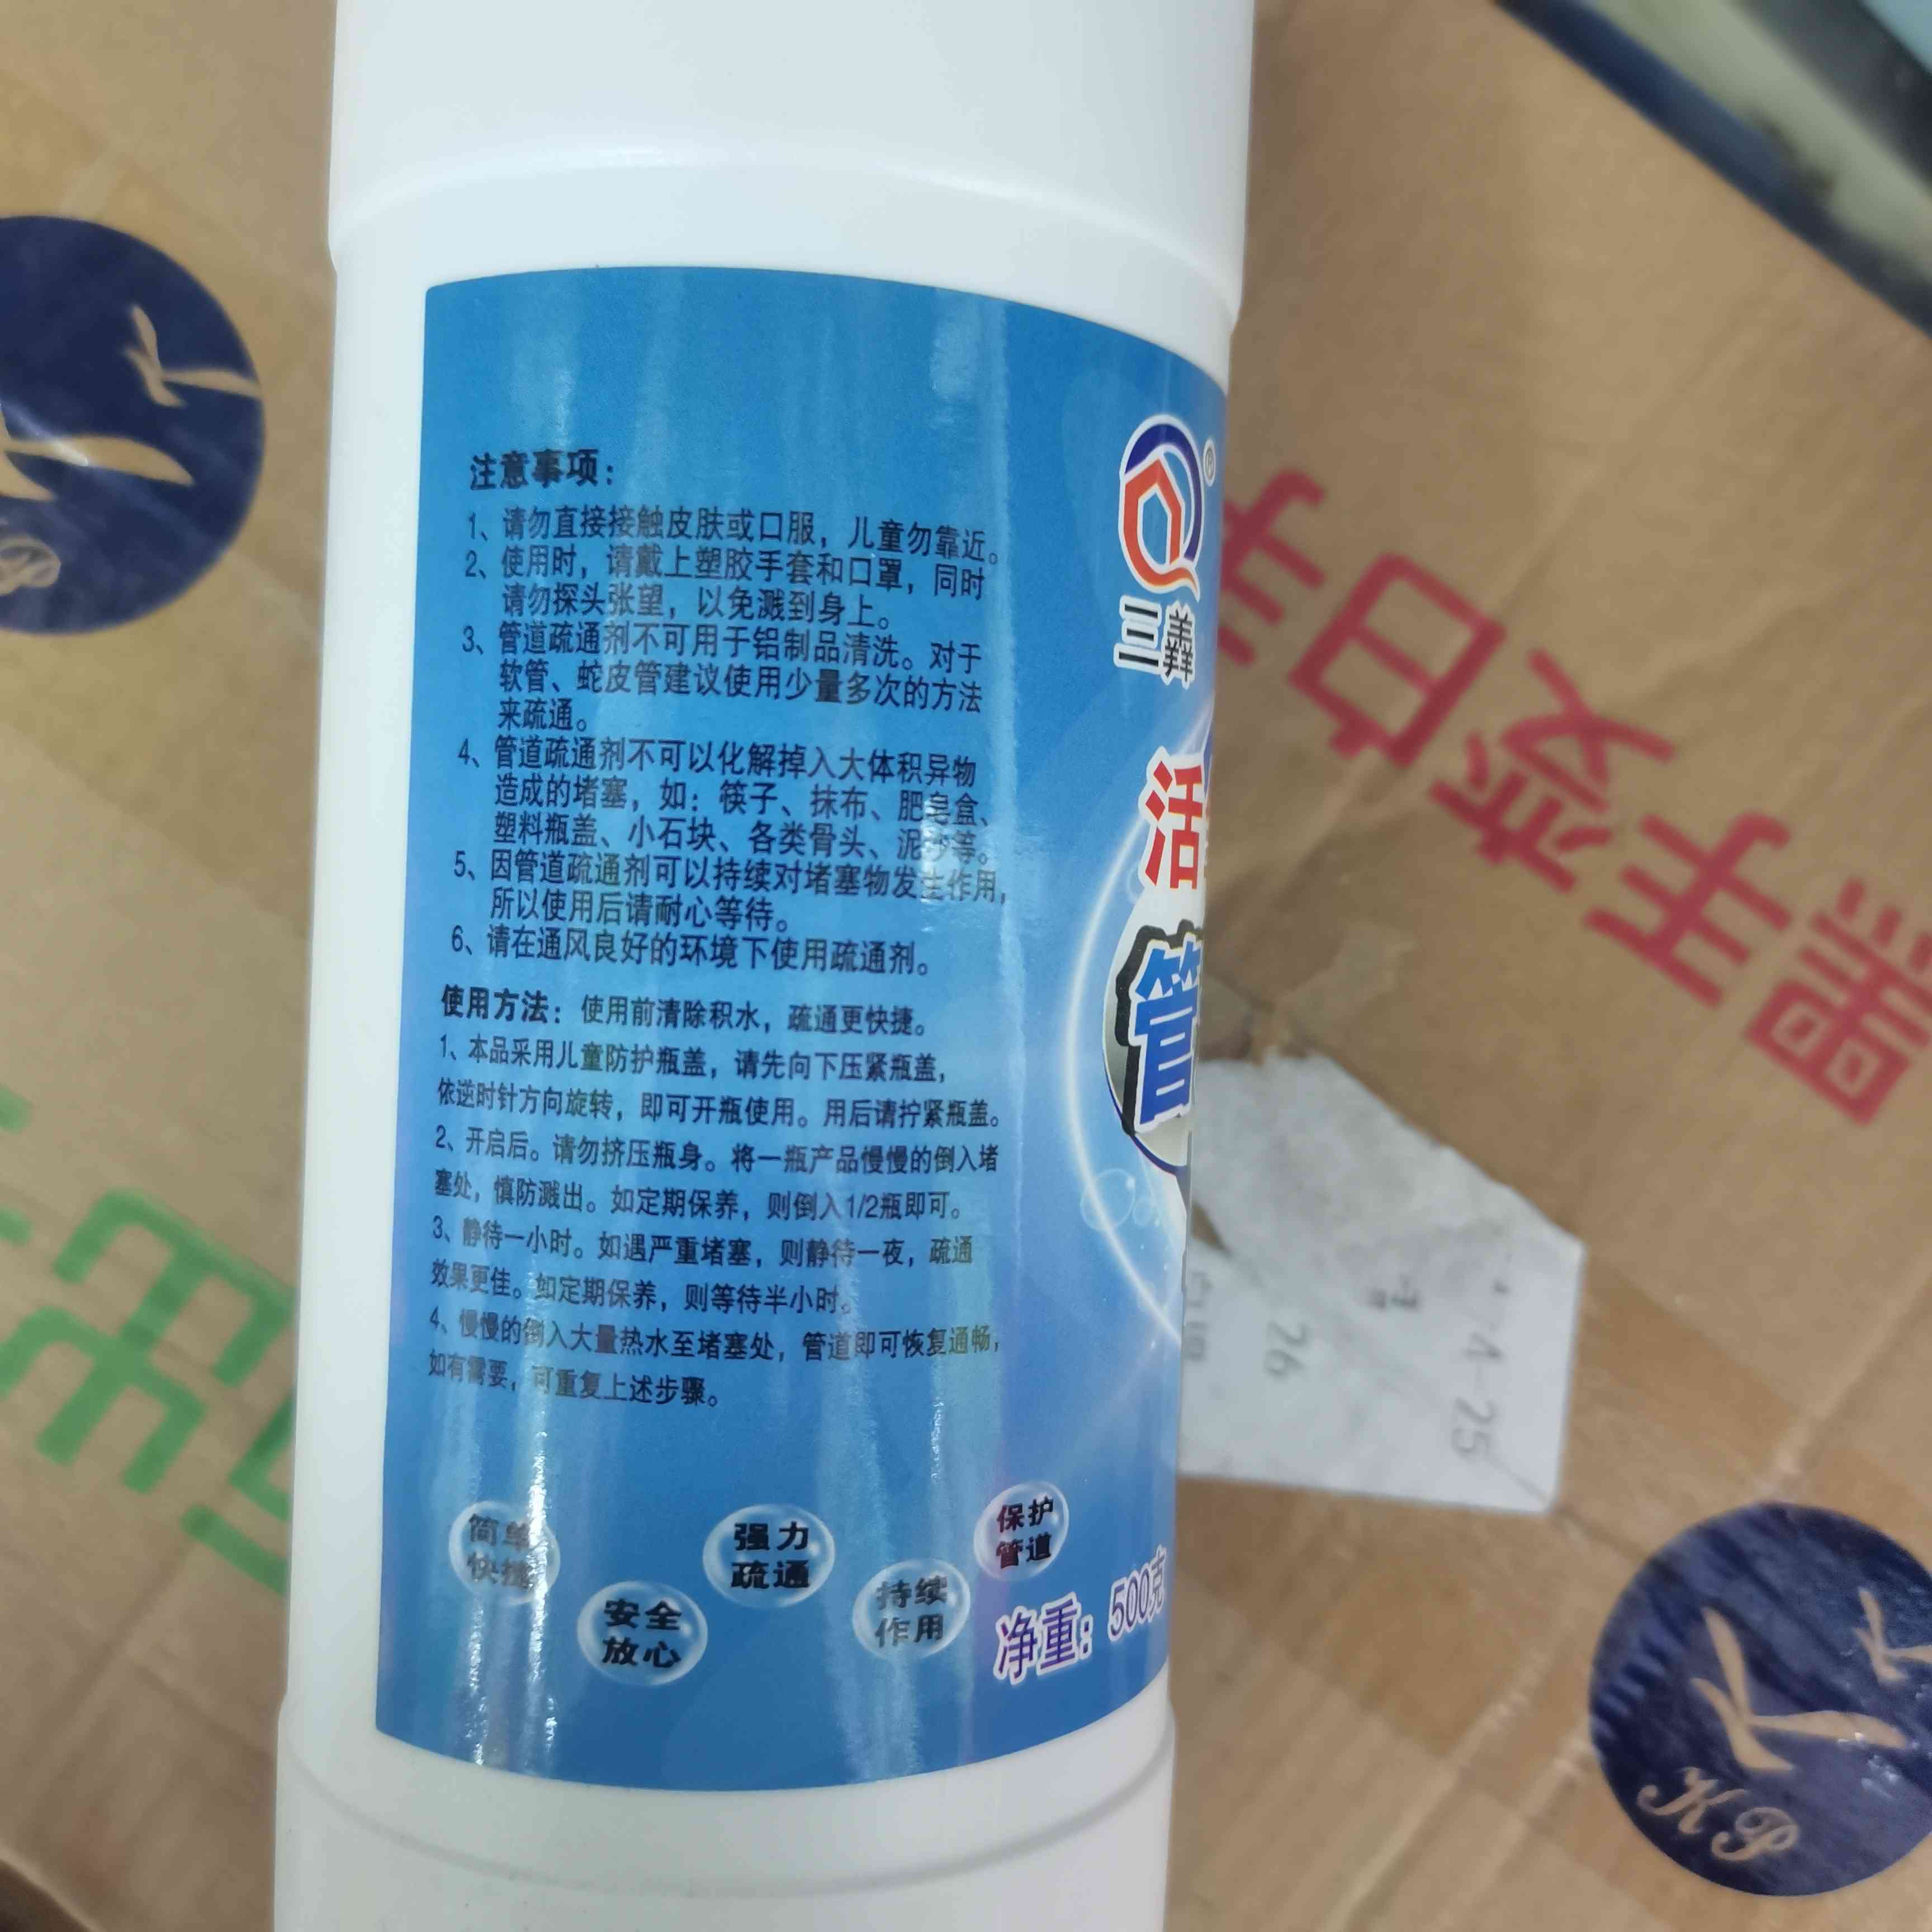 注意事项：
1、请勿直接接触皮肤或口服，儿童勿靠近。
2、使用时，请戴上塑胶手套和口罩，同时
请勿探头张望，以免溅到身上。
3、管道疏通剂不可用于铝制品清洗。对于
软管、蛇皮管建议使用少量多次的方法
来疏通。
4、管道疏通剂不可以化解掉入大体积异物
造成的堵塞，如：筷子、抹布、肥皂盒、
塑料瓶盖、小石块、各类骨头、泥沙等。
5、因管道疏通剂可以持续对堵塞物发生作用，
所以使用后请耐心等待。
6、请在通风良好的环境下使用疏通剂。
使用方法：使用前清除积水，疏通更快捷。
1、本品采用儿童防护瓶盖，请先向下压紧瓶盖，
依逆时针方向旋转，即可开瓶使用。用后请拧紧瓶盖。
2、开启后。请勿挤压瓶身。将一瓶产品慢慢的倒入堵
塞处，慎防溅出。如定期保养，则倒入1/2瓶即可。
3、静待一小时。如遇严重堵塞，则静待一夜，疏通
效果更佳。如定期保养，则等待半小时。
4、慢慢的倒入大量热水至堵塞处，管道即可恢复通畅，
如有需要，可重复上述步骤。
简单
快捷
安全
放心
强力
疏通
持续
作用
保护
管道
净重：500克
®
三羴
活
管
黑手变白手
26
KP